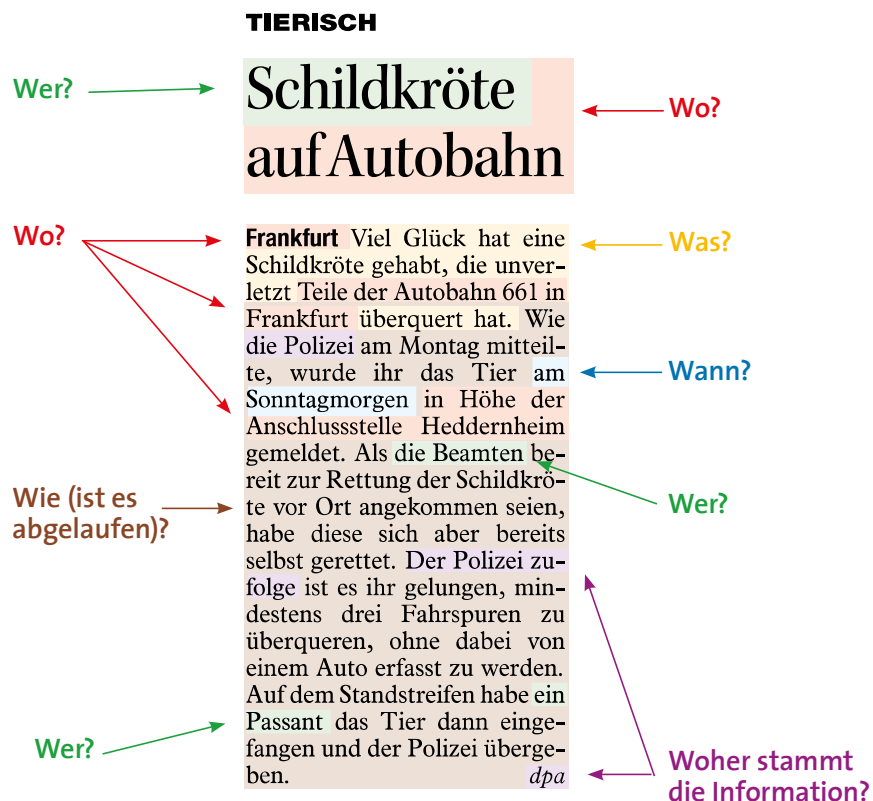 TIERISCH
Wer?
Schildkröte
auf Autobahn
Wo?
Wo?
Frankfurt Viel Glück hat eine
Schildkröte gehabt, die unver-
letzt Teile der Autobahn 661 in
Frankfurt überquert hat. Wie
die Polizei am Montag mitteil-
te, wurde ihr das Tier am
Sonntagmorgen in Höhe der
Anschlussstelle Heddernheim
gemeldet. Als die Beamten be-
reit zur Rettung der Schildkrö-
te vor Ort angekommen seien,
habe diese sich aber bereits
selbst gerettet. Der Polizei zu-
folge ist es ihr gelungen, min-
destens drei Fahrspuren zu
überqueren, ohne dabei von
einem Auto erfasst zu werden.
Auf dem Standstreifen habe ein
Passant das Tier dann einge-
fangen und der Polizei überge-
ben. dpa
Was?
Wann?
Wer?
Wie (ist es
abgelaufen)?
Wer?
Woher stammt
die Information?